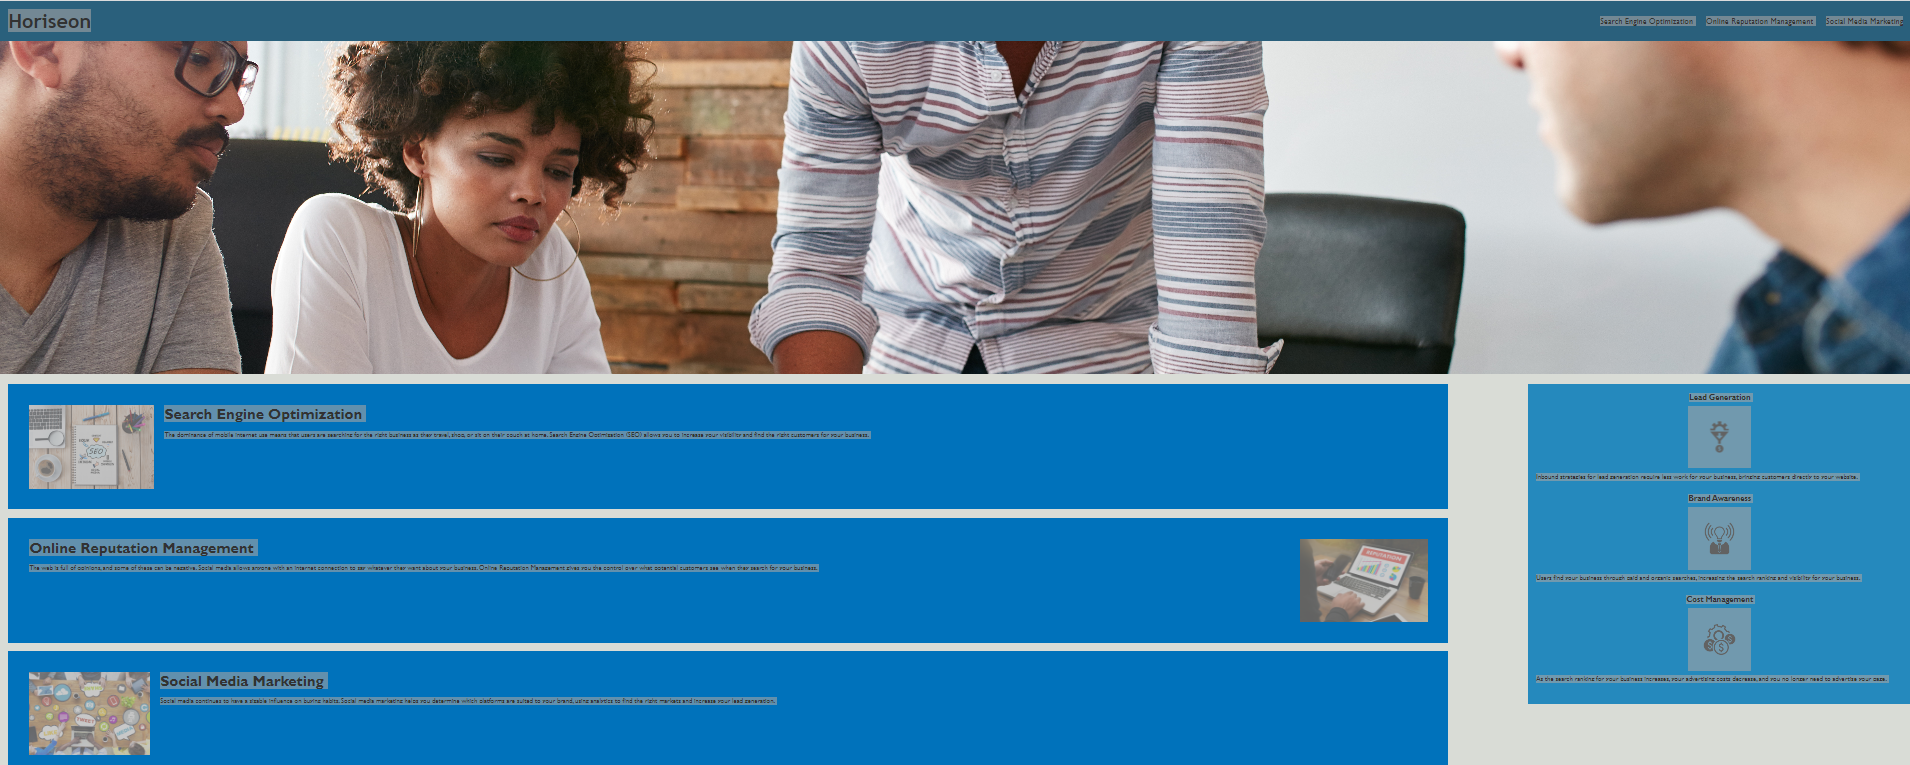 Horiseon
Search Engine Optimization
Online Reputation Management
Social Media Marketing
Search Engine Optimization
The dominance of mobile internet use means that users are searching for the right business as they travel, shop, or sit on their couch at home. Search Engine Optimization (SEO) allows you to increase your visibility and find the right customers for your business.
SEO
Online Reputation Management
The web is full of opinions, and some of these can be negative. Social media allows anyone with an internet connection to say whatever they want about your business. Online Reputation Management gives you the control over what potential customers see when they search for your business.
REPUTATION
Social Media Marketing
Social media continues to have a sizable influence on buying habits. Social media marketing helps you determine which platforms are suited to your brand, using analytics to find the right markets and increase your lead generation.
TWEET
Lead Generation
Inbound strategies for lead generation require less work for your business, bringing customers directly to your website.
Brand Awareness
Users find your business through paid and organic searches, increasing the search ranking and visibility for your business.
Cost Management
As the search ranking for your business increases, your advertising costs decrease, and you no longer need to advertise your page.